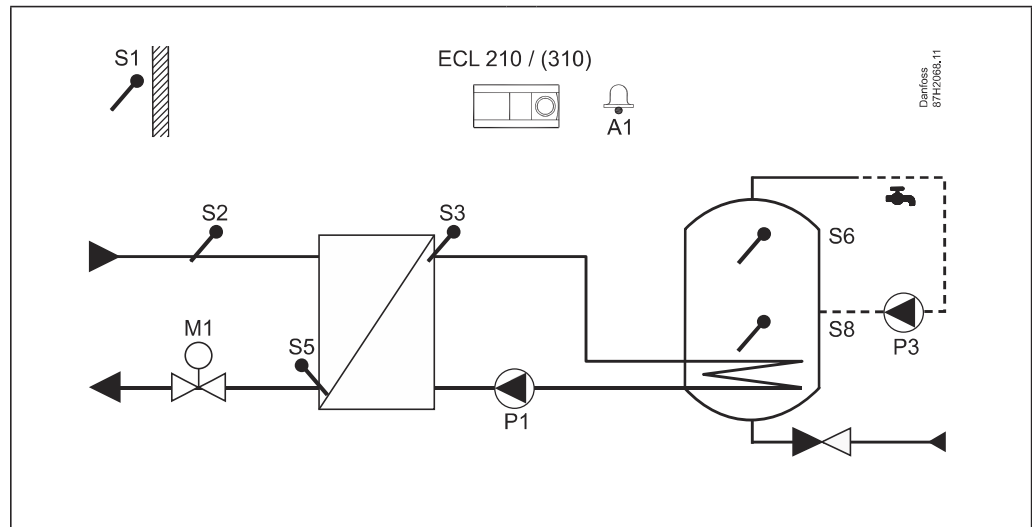 S1
ECL 210 / (310)
A1
Danfoss
87H2068.11
S2
S3
S6
M1
S5
S8
P3
P1